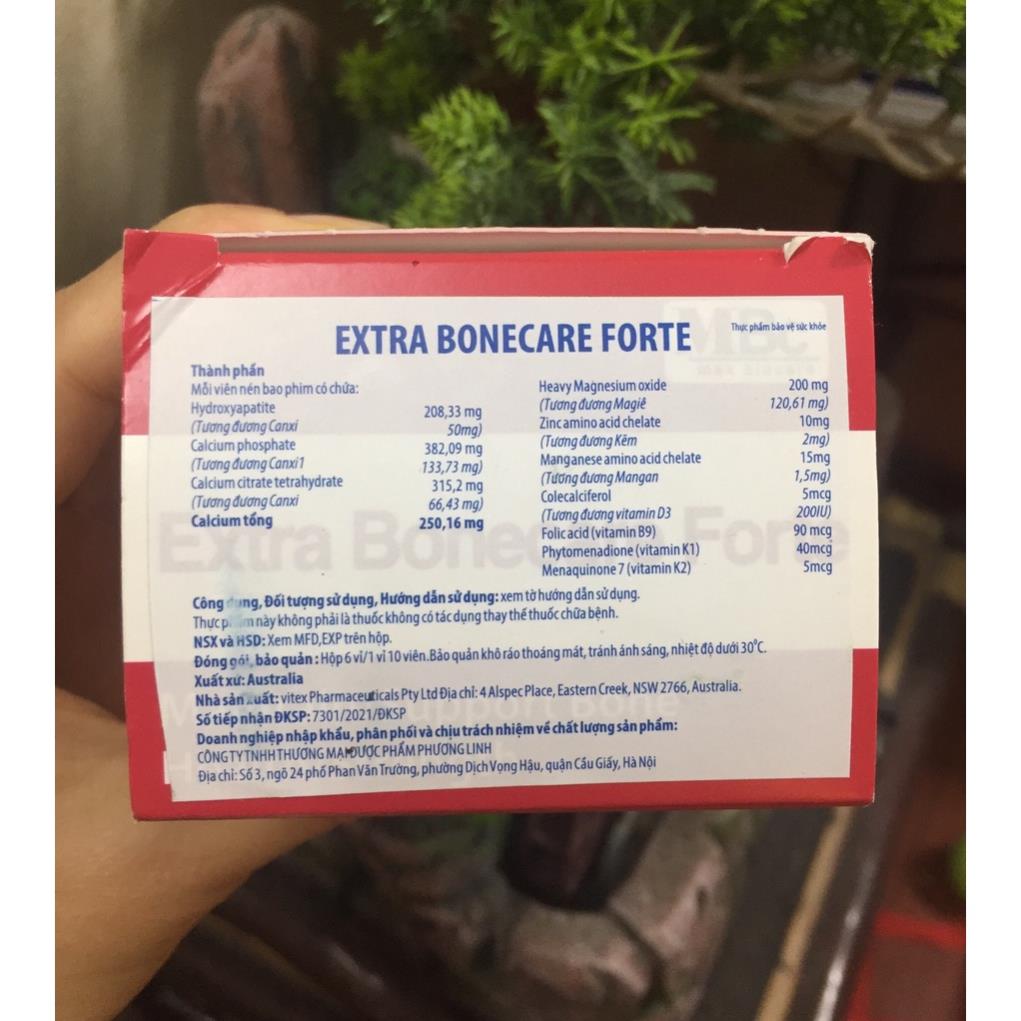 EXTRA BONECARE FORTE
Thực phẩm bảo vệ sức khỏe
Thành phần
Mỗi viên nén bao phim có chứa:
Hydroxyapatite 208,33 mg
(Tương đương Canxi 50mg)
Calcium phosphate 382,09 mg
(Tương đương Canxi1 133,73 mg)
Calcium citrate tetrahydrate 315,2 mg
(Tương đương Canxi 66,43 mg)
Calcium tổng 250,16 mg
Heavy Magnesium oxide 200 mg
(Tương đương Magiê 120,61 mg)
Zinc amino acid chelate 10mg
(Tương đương Kẽm 2mg)
Manganese amino acid chelate 15mg
(Tương đương Mangan 1,5mg)
Colecalciferol 5mcg
(Tương đương vitamin D3 200IU)
Folic acid (vitamin B9) 90 mcg
Phytomenadione (vitamin K1) 40mcg
Menaquinone 7 (vitamin K2) 5mcg
Extra Bonecare Forte
Công dụng, Đối tượng sử dụng, Hướng dẫn sử dụng: xem tờ hướng dẫn sử dụng.
Thực phẩm này không phải là thuốc không có tác dụng thay thế thuốc chữa bệnh.
NSX và HSD: Xem MFD,EXP trên hộp.
Đóng gói, bảo quản : Hộp 6 vỉ/1 vỉ 10 viên.Bảo quản khô ráo thoáng mát, tránh ánh sáng, nhiệt độ dưới 30°C.
Xuất xứ: Australia
Nhà sản xuất: vitex Pharmaceuticals Pty Ltd Địa chỉ: 4 Alspec Place, Eastern Creek, NSW 2766, Australia.
Số tiếp nhận ĐKSP: 7301/2021/ĐKSP
Doanh nghiệp nhập khẩu, phân phối và chịu trách nhiệm về chất lượng sản phẩm:
CÔNG TY TNHH THƯƠNG MẠI DƯỢC PHẨM PHƯƠNG LINH
Địa chỉ: Số 3, ngõ 24 phố Phan Văn Trường, phường Dịch Vọng Hậu, quận Cầu Giấy, Hà Nội